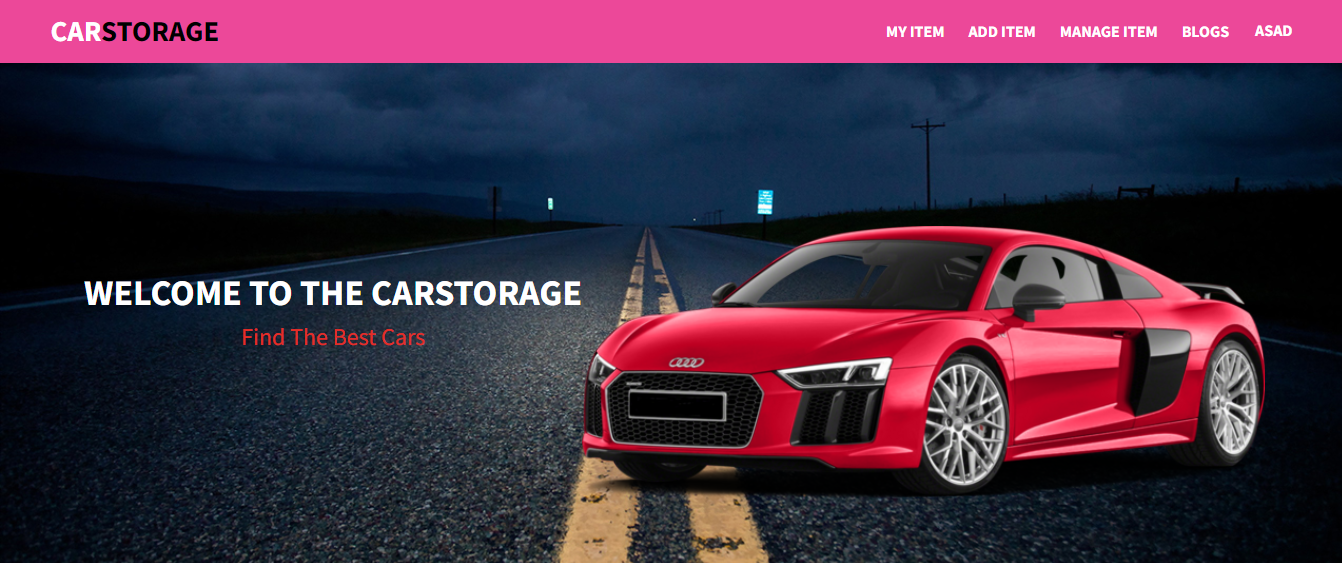 CARSTORAGE
MY ITEM ADD ITEM MANAGE ITEM BLOGS ASAD
WELCOME TO THE CARSTORAGE
Find The Best Cars